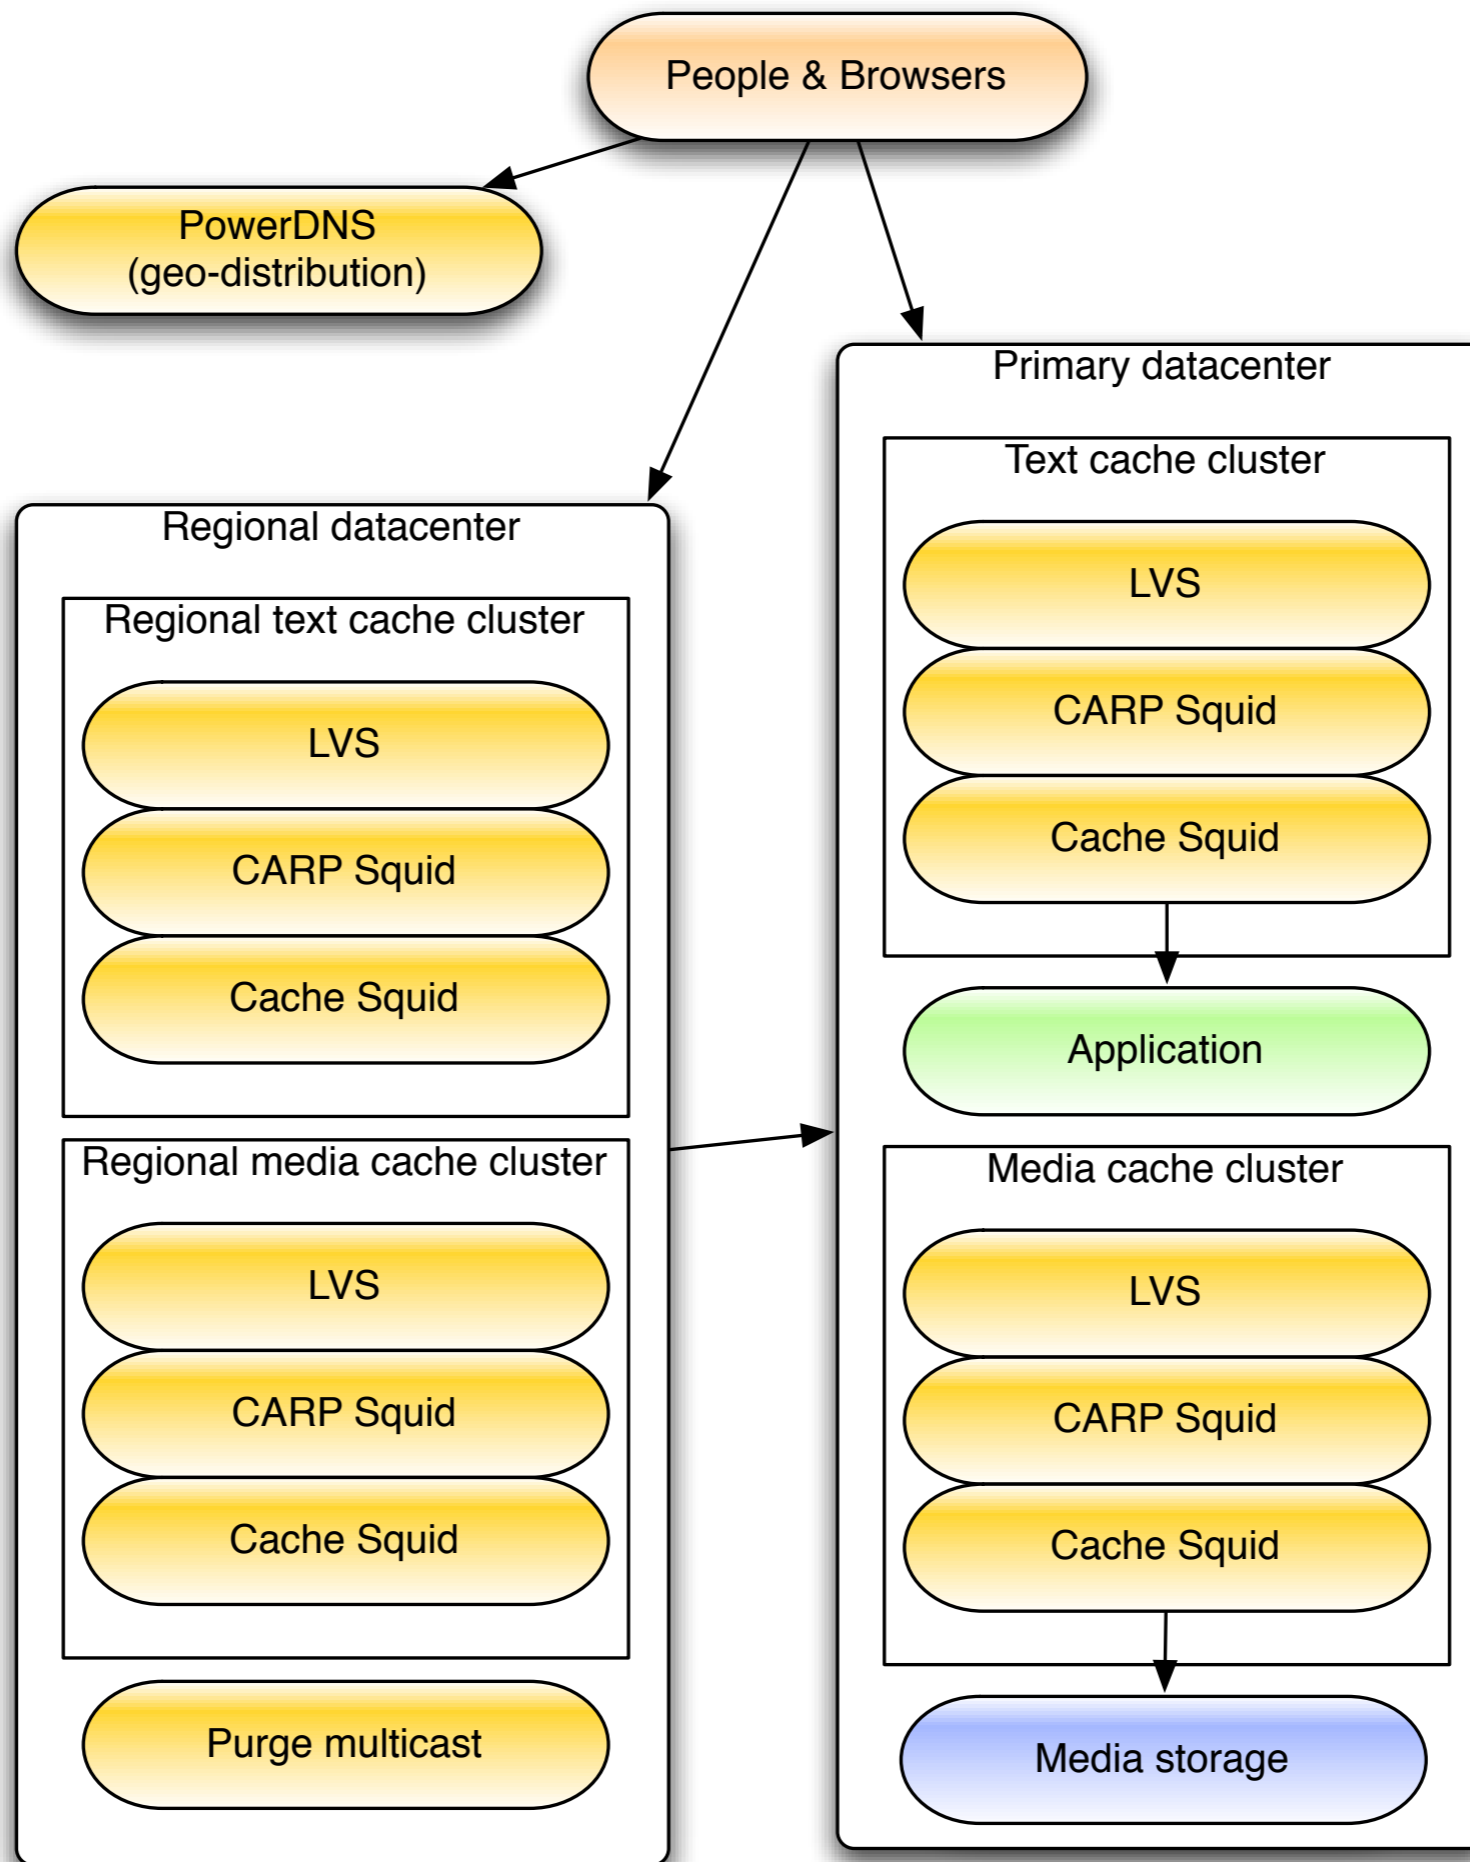 People & Browsers
PowerDNS
(geo-distribution)
Primary datacenter
Text cache cluster
LVS
CARP Squid
Cache Squid
Application
Media cache cluster
LVS
CARP Squid
Cache Squid
Media storage
Regional datacenter
Regional text cache cluster
LVS
CARP Squid
Cache Squid
Regional media cache cluster
LVS
CARP Squid
Cache Squid
Purge multicast